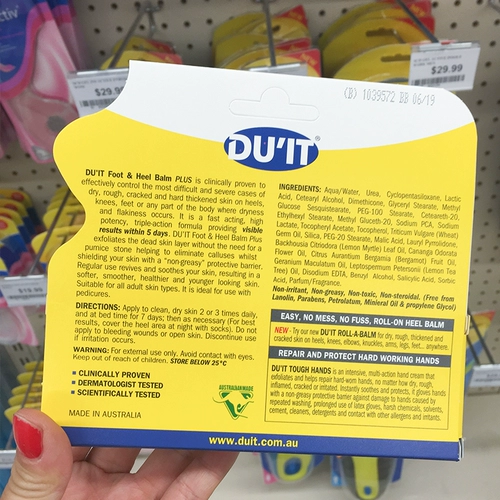 ctiv
$29.99
$29.99
(B) 1039572 BB 06/19
DU'IT®
DU'IT Foot & Heel Balm PLUS is clinically proven to
effectively control the most difficult and severe cases of
dry, rough, cracked and hard thickened skin on heels,
knees, feet or any part of the body where dryness
and flakiness occurs. It is a fast acting, high
potency, triple-action formula providing visible
results within 5 days. DU'IT Foot & Heel Balm Plus
exfoliates the dead skin layer without the need for a
pumice stone helping to eliminate calluses whilst
shielding your skin with a "non-greasy" protective barrier.
Regular use revives and soothes your skin, resulting in a
softer, smoother, healthier and younger looking skin.
Suitable for all adult skin types. It is ideal for use with
pedicures.
DIRECTIONS: Apply to clean, dry skin 2 or 3 times daily,
and at bed time for 7 days; then as necessary (For best
results, cover the heel area at night with socks). Do not
apply to bleeding or open wounds. Discontinue use
if irritation occurs.
WARNING: For external use only. Avoid contact with eyes.
Keep out of reach of children. STORE BELOW 25°C
■ CLINICALLY PROVEN
■ DERMATOLOGIST TESTED
■ SCIENTIFICALLY TESTED
AUSTRALIAN MADE
MADE IN AUSTRALIA
INGREDIENTS: Aqua/Water, Urea, Cyclopentasiloxane, Lactic
Acid, Cetearyl Alcohol, Dimethicone, Glyceryl Stearate, Methyl
Glucose Sesquistearate, PEG-100 Stearate, Ceteareth-20,
Ethylhexyl Stearate, Methyl Gluceth-20, Sodium PCA, Sodium
Lactate, Tocopheryl Acetate, Tocopherol, Triticum Vulgare (Wheat)
Germ Oil, Silica, PEG-20 Stearate, Malic Acid, Lauryl Pyrrolidone,
Backhousia Citriodora (Lemon Myrtle) Leaf Oil, Cananga Odorata
Flower Oil, Citrus Aurantium Bergamia (Bergamot) Fruit Oil,
Geranium Maculatum Oil, Leptospermum Petersonii (Lemon Tea
Tree) Oil, Disodium EDTA, Benzyl Alcohol, Salicylic Acid, Sorbic
Acid, Parfum/Fragrance.
Non-irritant, Non-greasy, Non-toxic, Non-steroidal. (Free from
Lanolin, Parabens, Petrolatum, Mineral Oil & propylene Glycol)
EASY, NO MESS, NO FUSS, ROLL-ON HEEL BALM
NEW - Try our new DU'IT ROLL-A-BALM for dry, rough, thickened and
cracked skin on heels, knees, elbows, knuckles, arms, legs, feet... anywhere.
REPAIR AND PROTECT HARD WORKING HANDS
DU'IT TOUGH HANDS is an intensive, multi-action hand cream that
exfoliates and helps repair hard-worn hands, no matter how dry, rough,
inflamed, cracked or irritated. Instantly soothes and protects, it gloves hands
with a non-greasy protective barrier against damage to hands caused by
repeated washing, prolonged use of latex gloves, harsh chemicals, solvents,
cement, cleaners, detergents and contact with other allergens and irritants.
www.duit.com.au